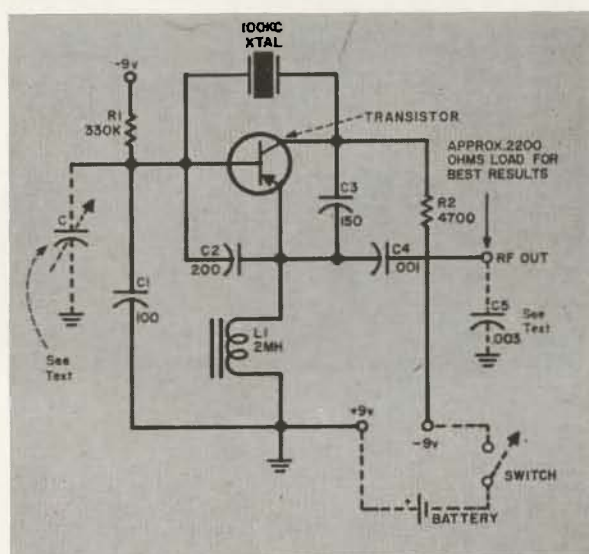 100KC
XTAL
-9v
R1
330K
TRANSISTOR
APPROX.2200
OHMS LOAD FOR
BEST RESULTS
C
C3
150
R2
4700
C2
200
C4
.001
RF OUT
C1
100
C5
.003
See
Text
See
Text
L1
2MH
+9v
-9v
SWITCH
+
BATTERY